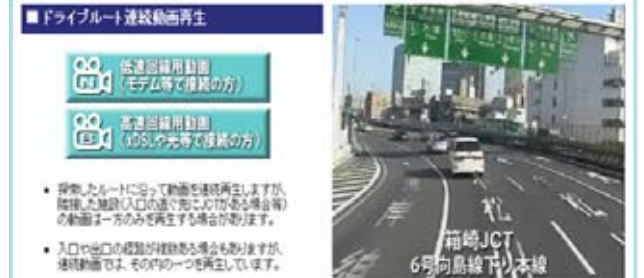 ■ドライブルート連続動画再生
低速回線用動画
(モデム等で接続の方)
高速回線用動画
(xDSLや光等で接続の方)
• 探索したルートに沿って動画を連続再生しますが、
隣接した施設(入口の直ぐ先にJCTがある場合等)
の動画は一方のみを再生する場合があります。
• 入口や出口の経路が複数ある場合もありますが、
連続動画では、その内の一つを再生しています。
箱崎JCT
6号向島線下り本線